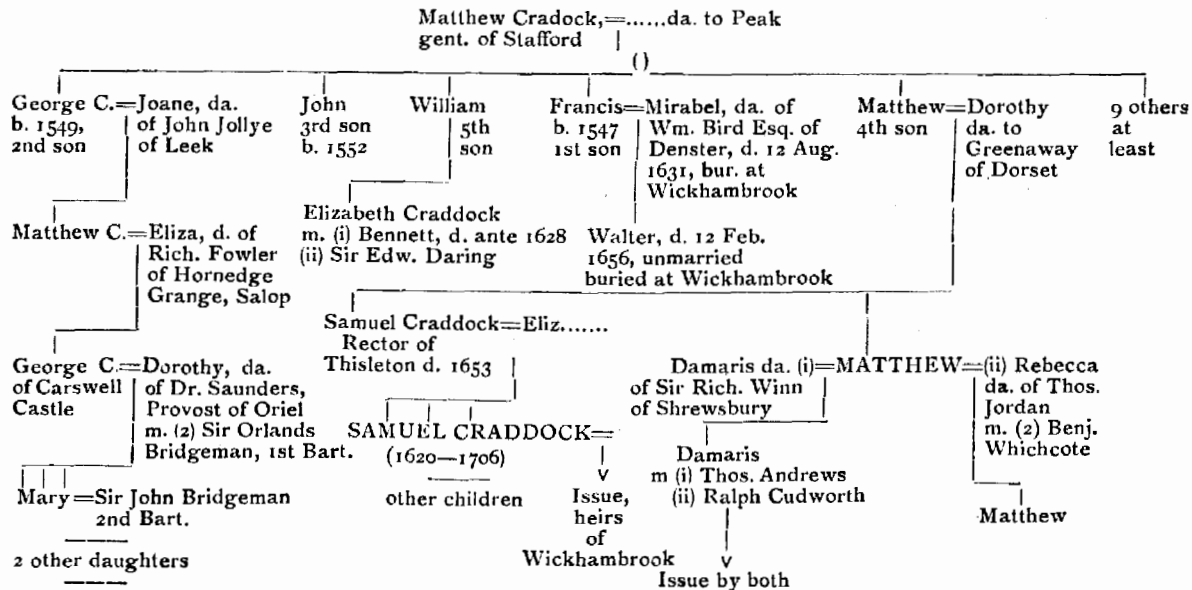 Matthew Cradock,=......da. to Peak
gent. of Stafford
()
George C.=Joane, da.
b. 1549, of John Jollye
2nd son of Leek
John
3rd son
b. 1552
William
5th
son
Francis=Mirabel, da. of
b. 1547 Wm. Bird Esq. of
1st son Denster, d. 12 Aug.
1631, bur. at
Wickhambrook
Matthew=Dorothy
4th son da. to
Greenaway
of Dorset
9 others
at
least
Matthew C.=Eliza, d. of
Rich. Fowler
of Hornedge
Grange, Salop
Elizabeth Craddock
m. (i) Bennett, d. ante 1628
(ii) Sir Edw. Daring
Walter, d. 12 Feb.
1656, unmarried
buried at Wickhambrook
George C.=Dorothy, da.
of Carswell of Dr. Saunders,
Castle Provost of Oriel
m. (2) Sir Orlands
Bridgeman, 1st Bart.
Samuel Craddock=Eliz.......
Rector of
Thisleton d. 1653
Damaris da. (i)=MATTHEW=(ii) Rebecca
of Sir Rich. Winn da. of Thos.
of Shrewsbury Jordan
m. (2) Benj.
Whichcote
SAMUEL CRADDOCK=
(1620—1706)
other children
Issue,
heirs
of
Wickhambrook
Damaris
m (i) Thos. Andrews
(ii) Ralph Cudworth
Issue by both
Matthew
Mary=Sir John Bridgeman
2nd Bart.
2 other daughters